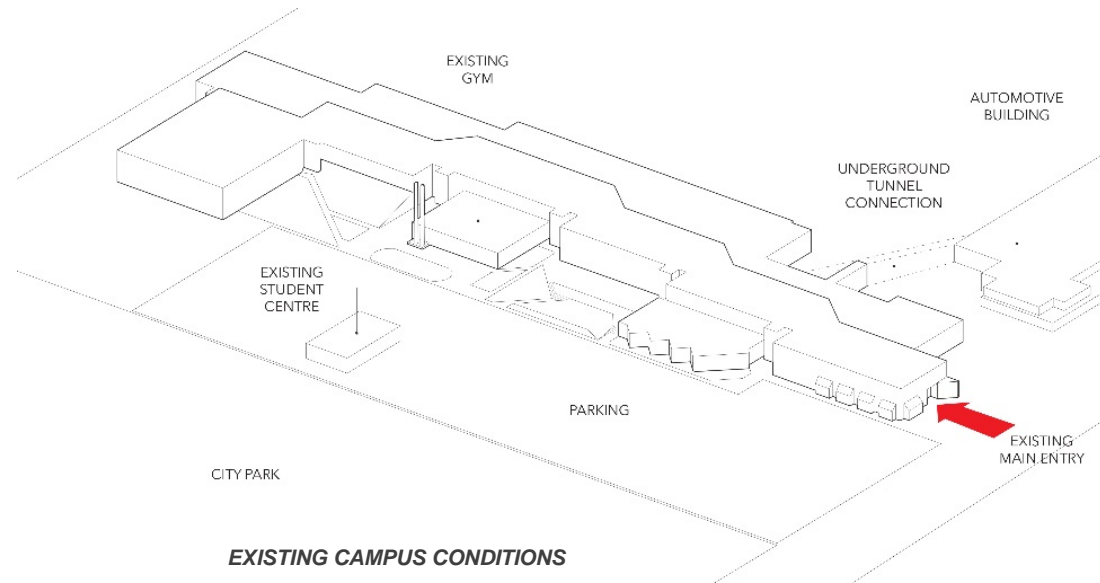 EXISTING
GYM
AUTOMOTIVE
BUILDING
UNDERGROUND
TUNNEL
CONNECTION
EXISTING
STUDENT
CENTRE
PARKING
EXISTING
MAIN ENTRY
CITY PARK
EXISTING CAMPUS CONDITIONS